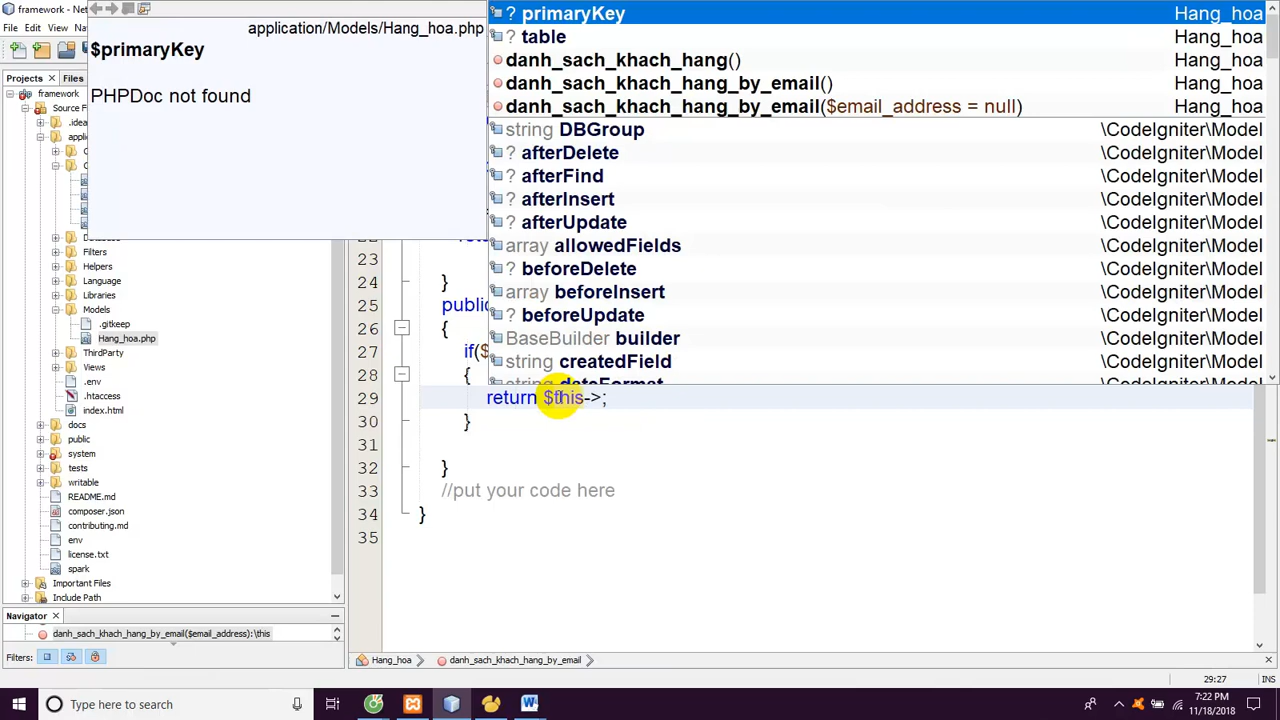 framework - Net
File Edit View
application/Models/Hang_hoa.php
$primaryKey
PHPDoc not found
? primaryKey Hang_hoa
? table Hang_hoa
danh_sach_khach_hang() Hang_hoa
danh_sach_khach_hang_by_email() Hang_hoa
danh_sach_khach_hang_by_email($email_address = null) Hang_hoa
string DBGroup \CodeIgniter\Model
? afterDelete \CodeIgniter\Model
? afterFind \CodeIgniter\Model
? afterInsert \CodeIgniter\Model
? afterUpdate \CodeIgniter\Model
array allowedFields \CodeIgniter\Model
? beforeDelete \CodeIgniter\Model
array beforeInsert \CodeIgniter\Model
? beforeUpdate \CodeIgniter\Model
BaseBuilder builder \CodeIgniter\Model
string createdField \CodeIgniter\Model
string dateFormat
Projects Files
framework
Source F
.idea
appli
Filters
Helpers
Language
Libraries
Models
.gitkeep
Hang_hoa.php
ThirdParty
Views
.env
.htaccess
index.html
docs
public
system
tests
writable
README.md
composer.json
contributing.md
env
license.txt
spark
Important Files
Include Path
23
24 }
25 public
26 {
27 if($
28 {
29 return $this->;
30 }
31
32 }
33 //put your code here
34 }
35
Navigator
danh_sach_khach_hang_by_email($email_address):\this
Filters:
Hang_hoa danh_sach_khach_hang_by_email
29:27 INS
Type here to search
7:22 PM
11/18/2018